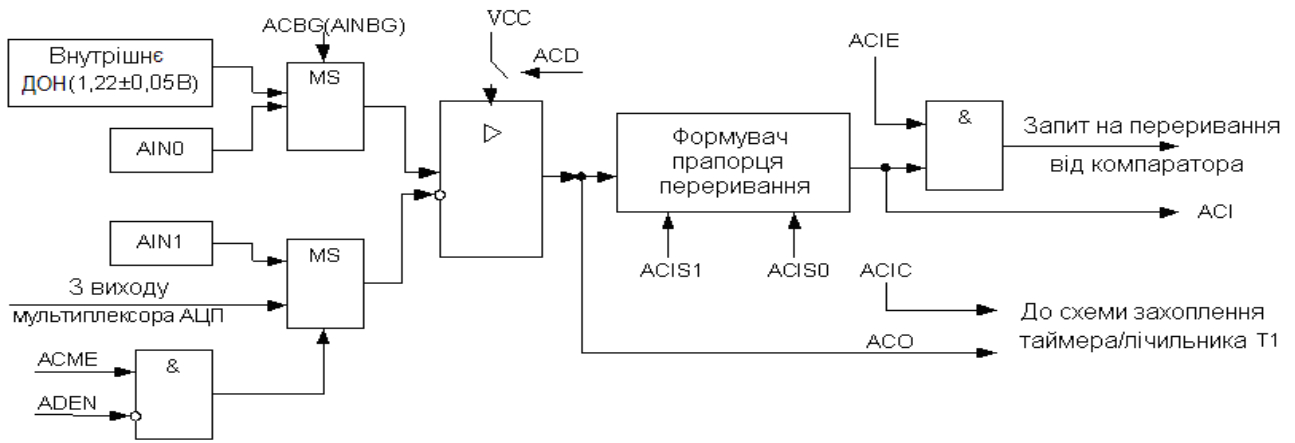 ACBG(AINBG)
VCC
ACD
ACIE
Внутрішнє
ДОН(1,22±0,05В)
MS
AIN0
▷
Формувач
прапорця
переривання
&
Запит на переривання
від компаратора
ACI
AIN1
MS
З виходу
мультиплексора АЦП
ACIS1
ACIS0
ACIC
До схеми захоплення
таймера/лічильника Т1
ACO
ACME
&
ADEN